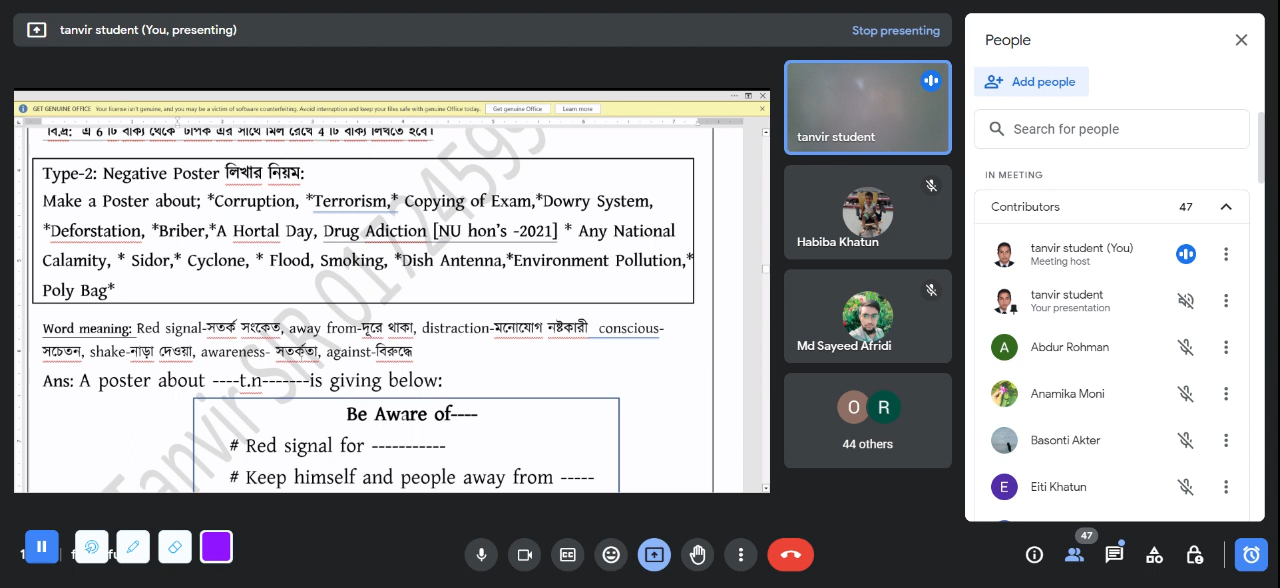 tanvir student (You, presenting)
Stop presenting
GET GENUINE OFFICE Your license isn't genuine, and you may be a victim of software counterfeiting. Avoid interruption and keep your files safe with genuine Office today.
Get genuine Office
Learn more
এ 6 টি বাক্য থেকে টপিক এর সাথে মিল রেখে 4 টি বাক্য লিখতে হবে।
Type-2: Negative Poster লিখার নিয়ম:
Make a Poster about; *Corruption, *Terrorism,* Copying of Exam,*Dowry System,
*Deforstation, *Briber,*A Hortal Day, Drug Adiction [NU hon's -2021] * Any National
Calamity, * Sidor,* Cyclone, * Flood, Smoking, *Dish Antenna,*Environment Pollution,*
Poly Bag*
Word meaning: Red signal-সতর্ক সংকেত, away from-দূরে থাকা, distraction-মনোযোগ নষ্টকারী conscious-
সচেতন, shake-নাড়া দেওয়া, awareness- সতর্কতা, against-বিরুদ্ধে
Ans: A poster about ----t.n-------is giving below:
Be Aware of----
# Red signal for -----------
# Keep himself and people away from -----
Tanvir SIR 01724599
tanvir student
Habiba Khatun
Md Sayeed Afridi
O R
44 others
People
Add people
Search for people
IN MEETING
Contributors 47
tanvir student (You)
Meeting host
tanvir student
Your presentation
A Abdur Rohman
Anamika Moni
Basonti Akter
E Eiti Khatun
47